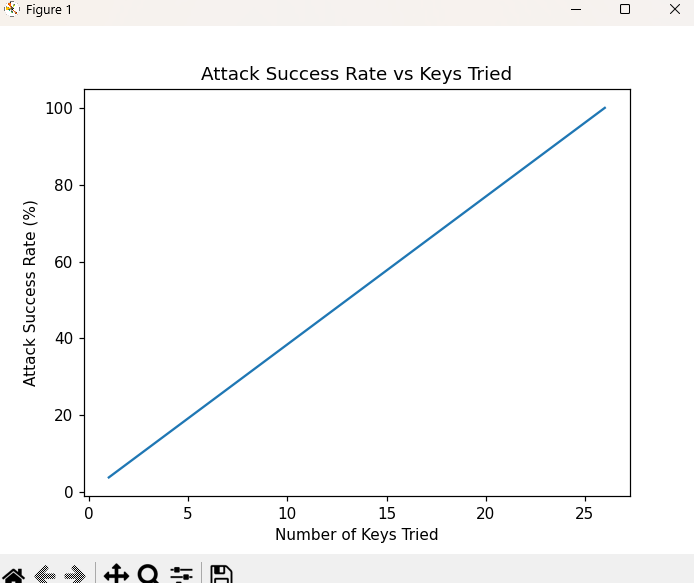 Figure 1
Attack Success Rate vs Keys Tried
100
80
60
40
20
0
Attack Success Rate (%)
0 5 10 15 20 25
Number of Keys Tried